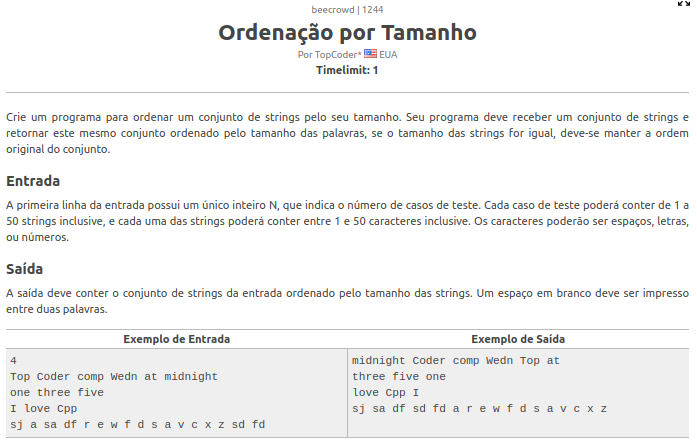 beecrowd | 1244
Ordenação por Tamanho
Por TopCoder* EUA
Timelimit: 1
Crie um programa para ordenar um conjunto de strings pelo seu tamanho. Seu programa deve receber um conjunto de strings e
retornar este mesmo conjunto ordenado pelo tamanho das palavras, se o tamanho das strings for igual, deve-se manter a ordem
original do conjunto.
Entrada
A primeira linha da entrada possui um único inteiro N, que indica o número de casos de teste. Cada caso de teste poderá conter de 1 a
50 strings inclusive, e cada uma das strings poderá conter entre 1 e 50 caracteres inclusive. Os caracteres poderão ser espaços, letras,
ou números.
Saída
A saída deve conter o conjunto de strings da entrada ordenado pelo tamanho das strings. Um espaço em branco deve ser impresso
entre duas palavras.
Exemplo de Entrada
4
Top Coder comp Wedn at midnight
one three five
I love Cpp
sj a sa df r e w f d s a v c x z sd fd
Exemplo de Saída
midnight Coder comp Wedn Top at
three five one
love Cpp I
sj sa df sd fd a r e w f d s a v c x z